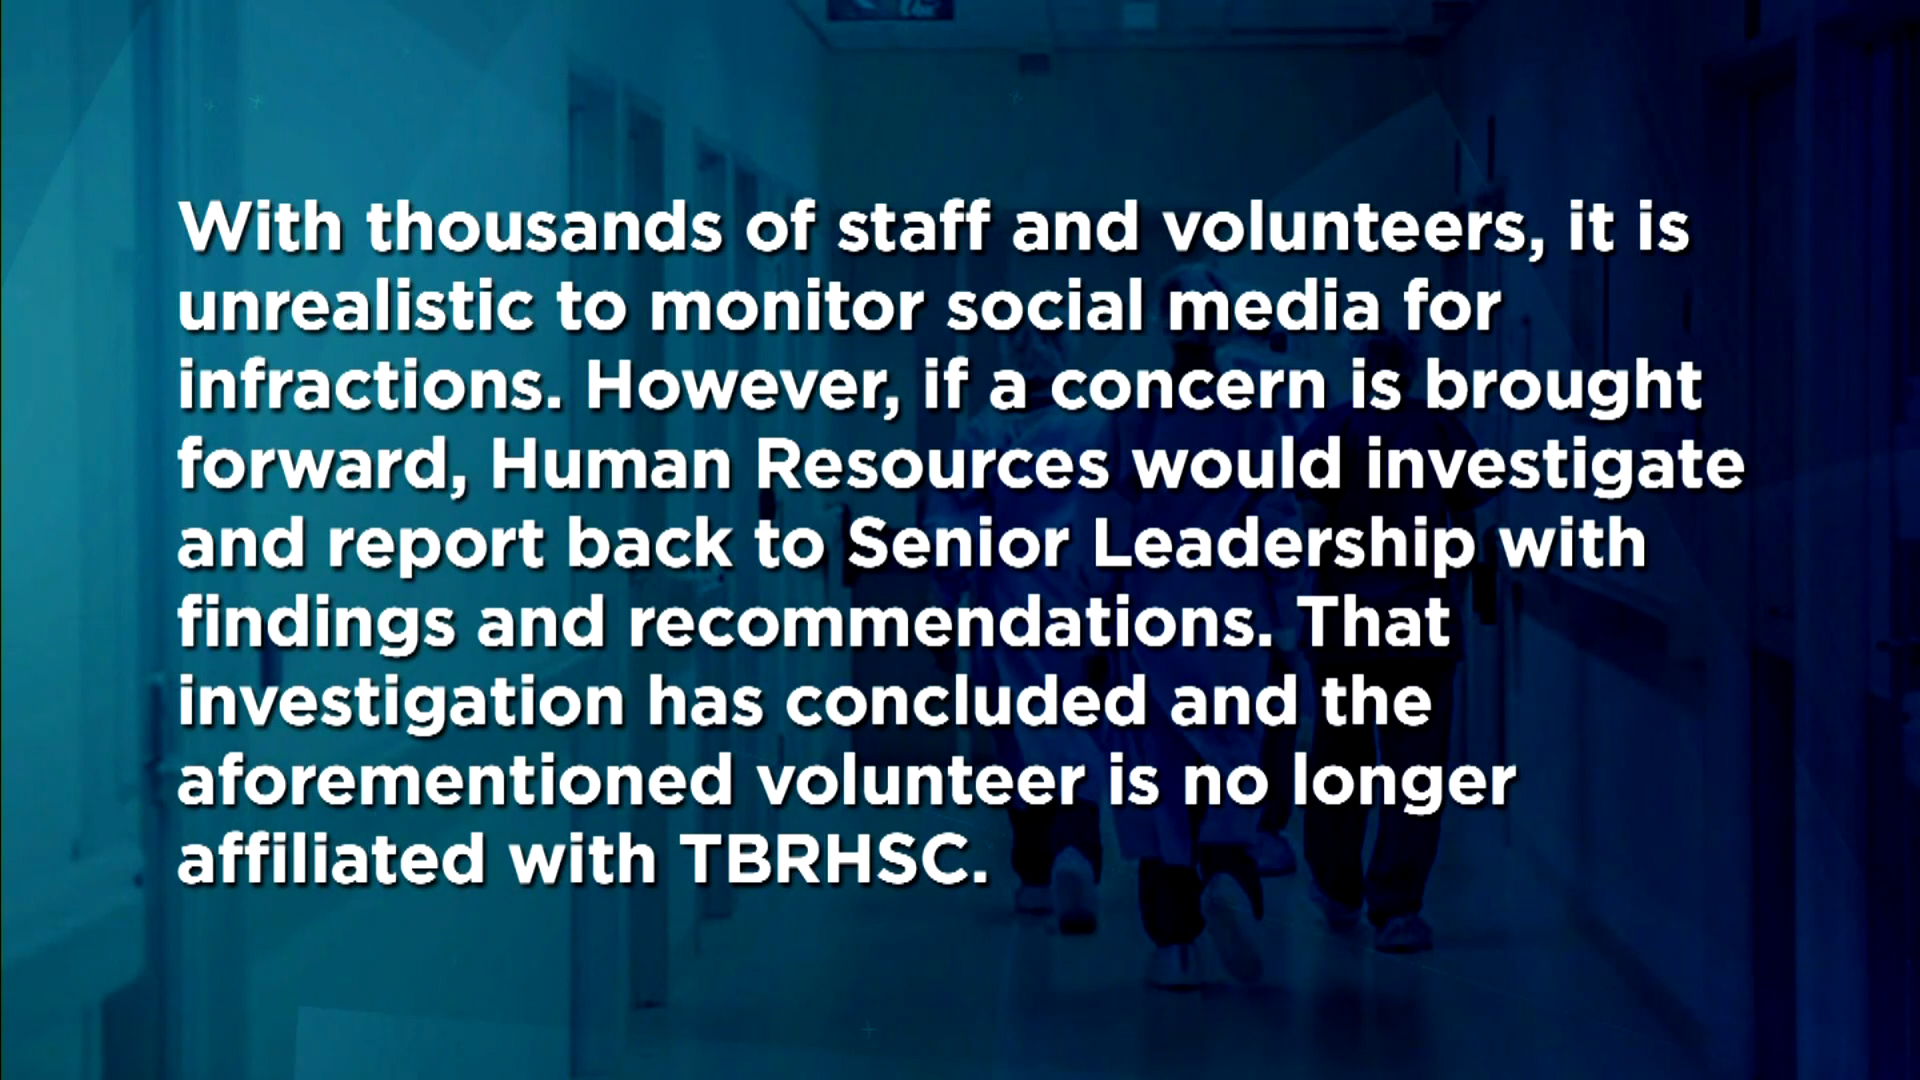 With thousands of staff and volunteers, it is
unrealistic to monitor social media for
infractions. However, if a concern is brought
forward, Human Resources would investigate
and report back to Senior Leadership with
findings and recommendations. That
investigation has concluded and the
aforementioned volunteer is no longer
affiliated with TBRHSC.